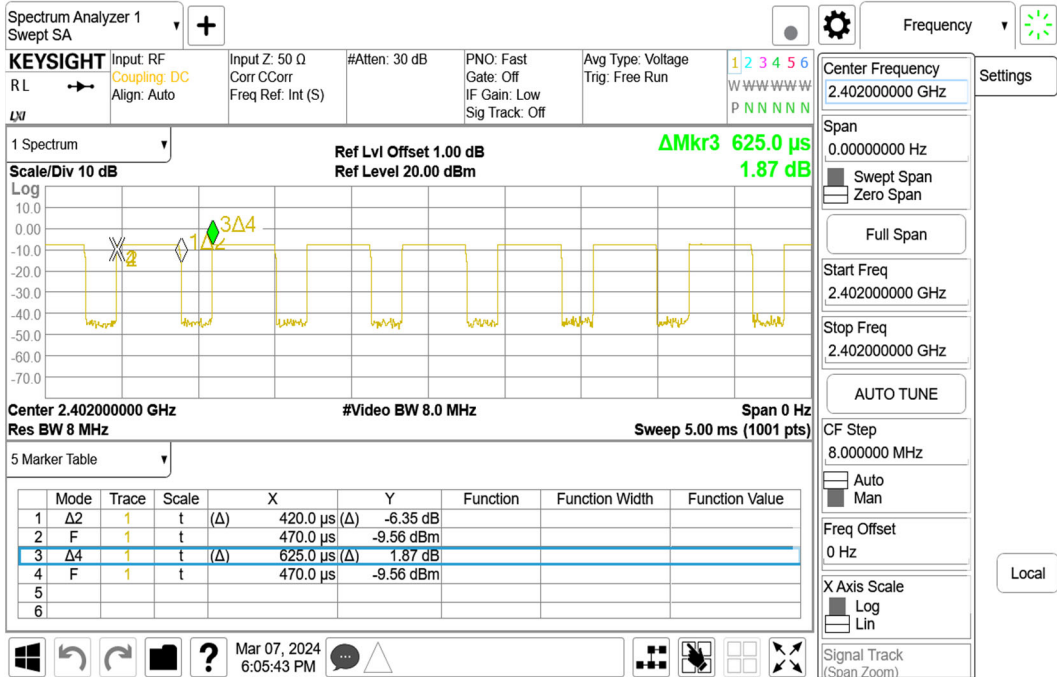 Spectrum Analyzer 1
Swept SA
Frequency
KEYSIGHT
RL
LXI
Input: RF
Coupling: DC
Align: Auto
Input Z: 50 Ω
Corr CCorr
Freq Ref: Int (S)
#Atten: 30 dB
PNO: Fast
Gate: Off
IF Gain: Low
Sig Track: Off
Avg Type: Voltage
Trig: Free Run
1 2 3 4 5 6
W W W W W W
P N N N N N
1 Spectrum
Scale/Div 10 dB
Ref Lvl Offset 1.00 dB
Ref Level 20.00 dBm
ΔMkr3 625.0 µs
1.87 dB
Log
10.0
0.00
-10.0
-20.0
-30.0
-40.0
-50.0
-60.0
-70.0
3Δ4
1Δ2
Center 2.402000000 GHz
Res BW 8 MHz
#Video BW 8.0 MHz
Span 0 Hz
Sweep 5.00 ms (1001 pts)
5 Marker Table
Mode Trace Scale X Y Function Function Width Function Value
1 Δ2 1 t (Δ) 420.0 µs (Δ) -6.35 dB
2 F 1 t 470.0 µs -9.56 dBm
3 Δ4 1 t (Δ) 625.0 µs (Δ) 1.87 dB
4 F 1 t 470.0 µs -9.56 dBm
5
6
Mar 07, 2024
6:05:43 PM
Center Frequency
2.402000000 GHz
Span
0.00000000 Hz
Swept Span
Zero Span
Full Span
Start Freq
2.402000000 GHz
Stop Freq
2.402000000 GHz
AUTO TUNE
CF Step
8.000000 MHz
Auto
Man
Freq Offset
0 Hz
X Axis Scale
Log
Lin
Signal Track
(Span Zoom)
Settings
Local